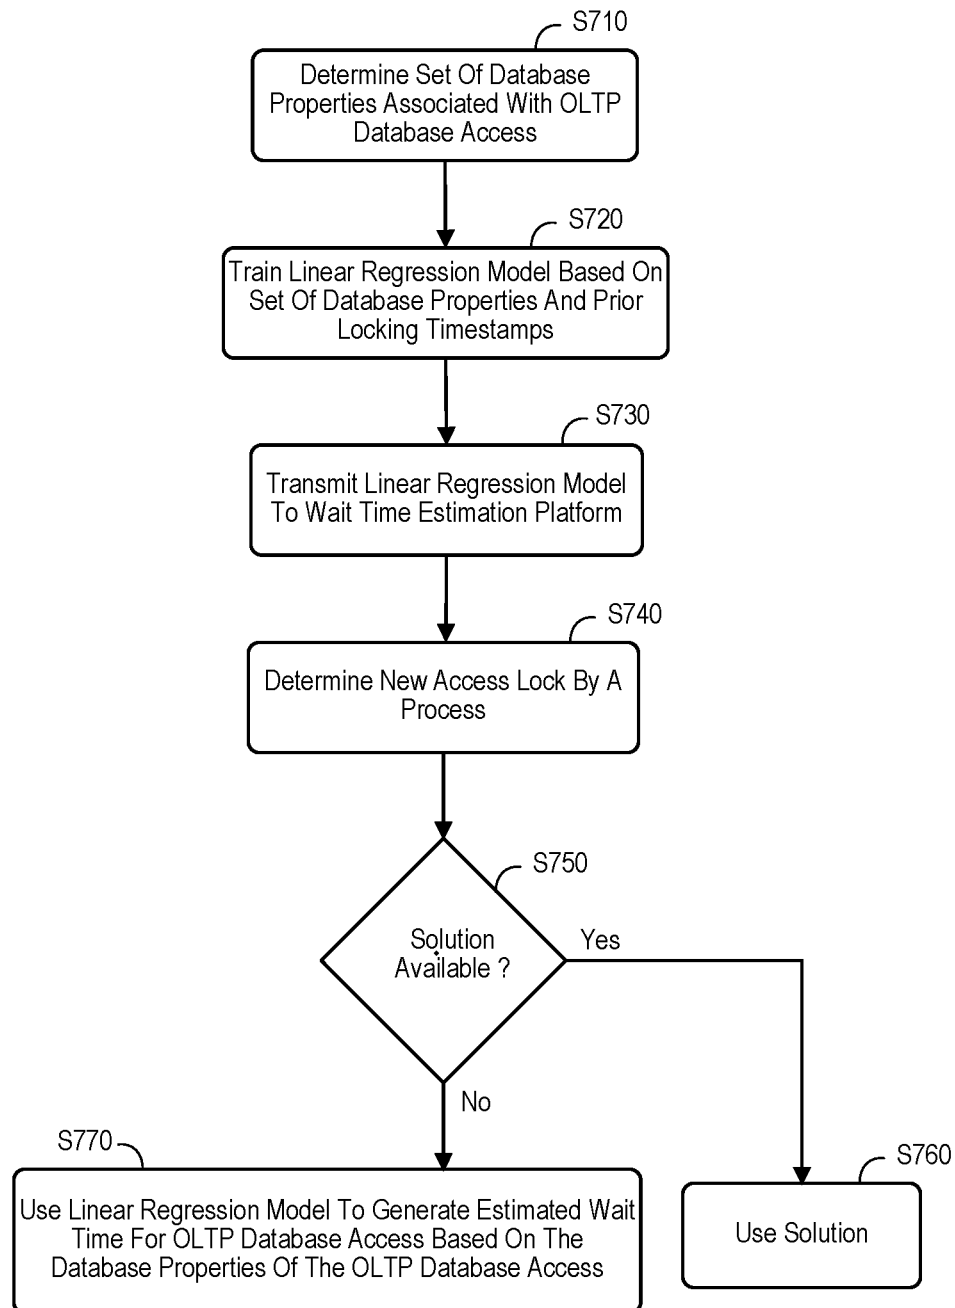 S710
Determine Set Of Database
Properties Associated With OLTP
Database Access
S720
Train Linear Regression Model Based On
Set Of Database Properties And Prior
Locking Timestamps
S730
Transmit Linear Regression Model
To Wait Time Estimation Platform
S740
Determine New Access Lock By A
Process
S750
Solution
Available ?
Yes
No
S770
Use Linear Regression Model To Generate Estimated Wait
Time For OLTP Database Access Based On The
Database Properties Of The OLTP Database Access
S760
Use Solution